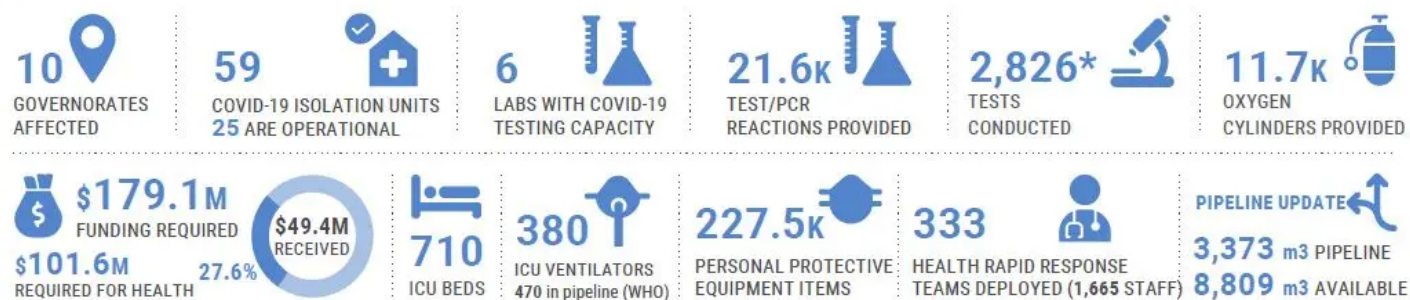 10
GOVERNORATES
AFFECTED
59
COVID-19 ISOLATION UNITS
25 ARE OPERATIONAL
6
LABS WITH COVID-19
TESTING CAPACITY
21.6K
TEST/PCR
REACTIONS PROVIDED
2,826*
TESTS
CONDUCTED
11.7K
OXYGEN
CYLINDERS PROVIDED
$
$179.1M
FUNDING REQUIRED
$101.6M
REQUIRED FOR HEALTH
27.6%
$49.4M
RECEIVED
710
ICU BEDS
380
ICU VENTILATORS
470 in pipeline (WHO)
227.5K
PERSONAL PROTECTIVE
EQUIPMENT ITEMS
333
HEALTH RAPID RESPONSE
TEAMS DEPLOYED (1,665 STAFF)
PIPELINE UPDATE
3,373 m3 PIPELINE
8,809 m3 AVAILABLE